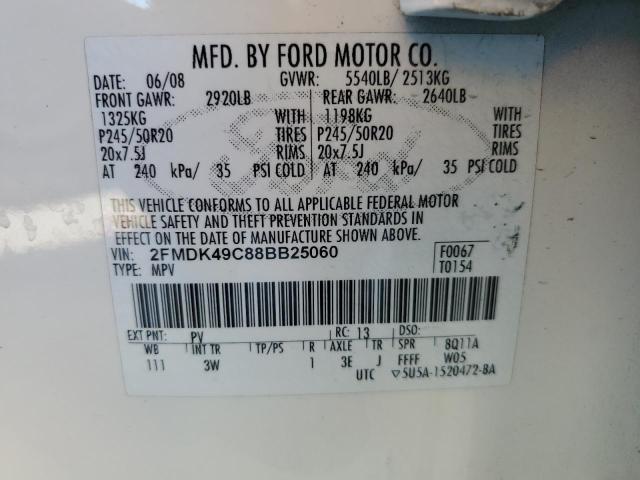 MFD. BY FORD MOTOR CO.
DATE: 06/08 GVWR: 5540LB/ 2513KG
FRONT GAWR: 2920LB REAR GAWR: 2640LB
1325KG WITH 1198KG WITH
P245/50R20 TIRES P245/50R20 TIRES
20x7.5J RIMS 20x7.5J RIMS
AT 240 kPa/ 35 PSI COLD AT 240 kPa/ 35 PSI COLD
THIS VEHICLE CONFORMS TO ALL APPLICABLE FEDERAL MOTOR
VEHICLE SAFETY AND THEFT PREVENTION STANDARDS IN
EFFECT ON THE DATE OF MANUFACTURE SHOWN ABOVE.
VIN: 2FMDK49C88BB25060 F0067
TYPE: MPV T0154
EXT PNT: PV RC: 13 DSO:
WB INT TR TP/PS R AXLE TR SPR 8Q11A
111 3W 1 3E J FFFF W05
UTC ▽5U5A-1520472-BA